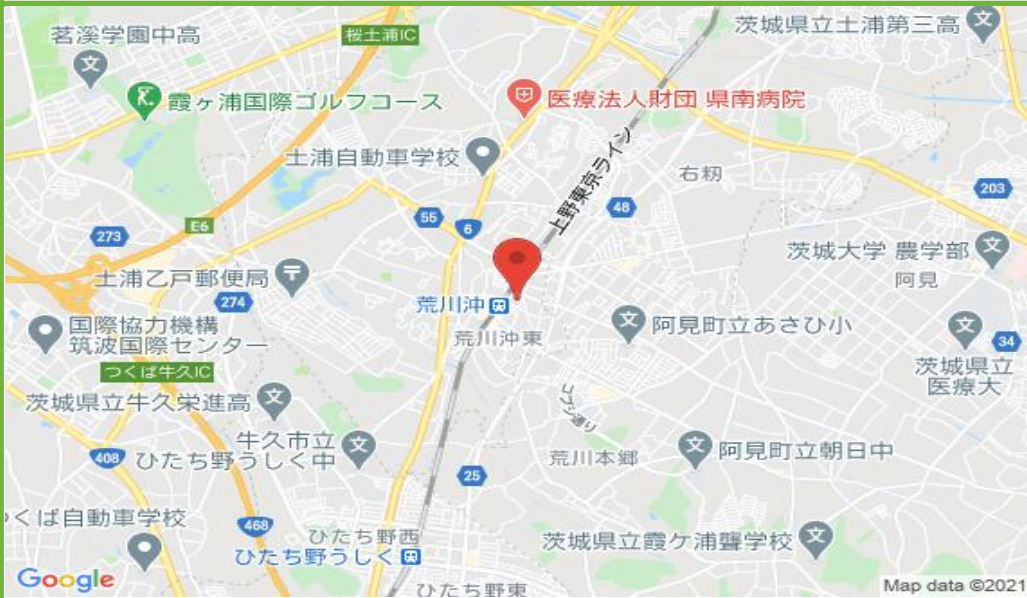 茗溪学園中高
桜土浦IC
茨城県立土浦第三高
霞ヶ浦国際ゴルフコース
医療法人財団 県南病院
土浦自動車学校
上野東京ライン
右籾
203
55
48
6
273
E6
茨城大学 農学部
阿見
土浦乙戸郵便局
274
荒川沖
国際協力機構
筑波国際センター
荒川沖東
阿見町立あさひ小
34
つくば牛久IC
茨城県立
医療大
茨城県立牛久栄進高
コブシ通り
牛久市立
ひたち野うしく中
408
荒川本郷
阿見町立朝日中
25
つくば自動車学校
468
ひたち野西
ひたち野うしく
茨城県立霞ケ浦聾学校
Google
ひたち野東
Map data ©2021